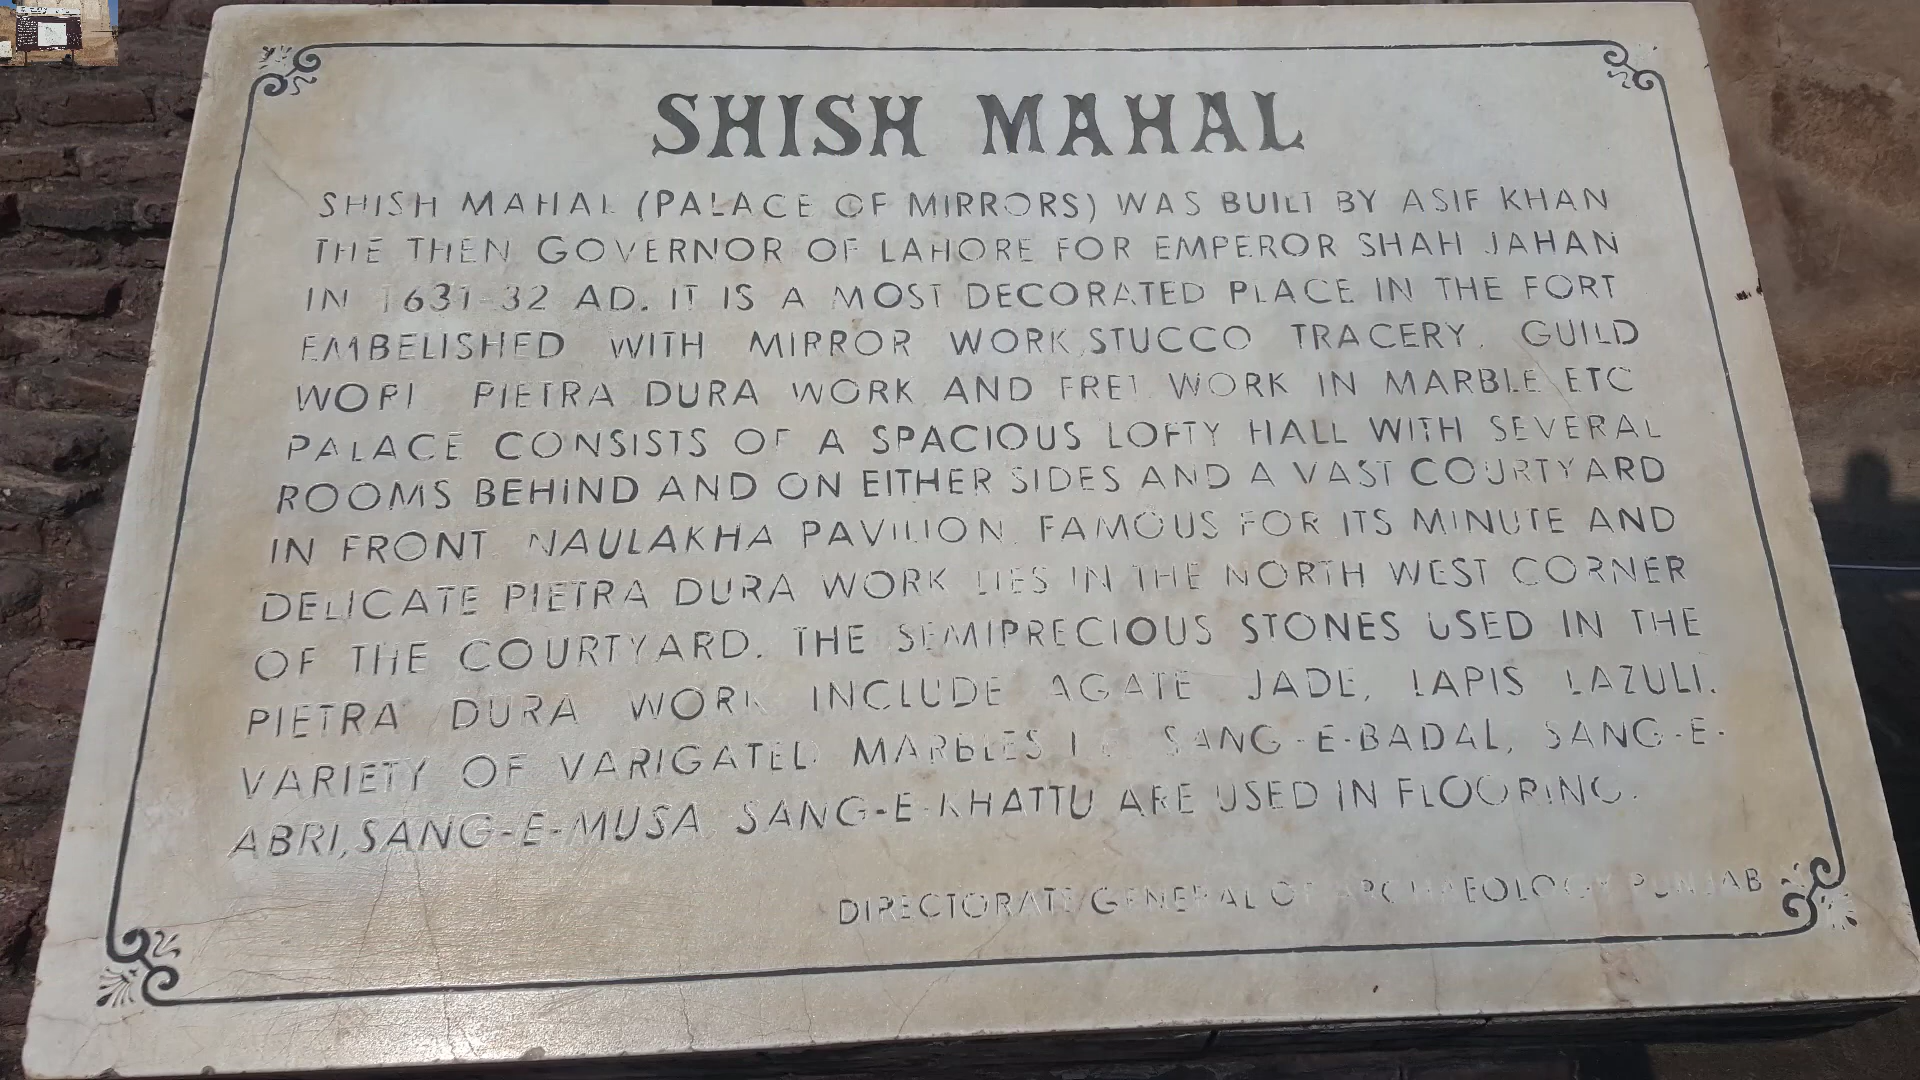 SHISH MAHAL
SHISH MAHAL (PALACE OF MIRRORS) WAS BUILT BY ASIF KHAN
THE THEN GOVERNOR OF LAHORE FOR EMPEROR SHAH JAHAN
IN 1631-32 AD. IT IS A MOST DECORATED PLACE IN THE FORT
EMBELISHED WITH MIRROR WORK, STUCCO TRACERY, GUILD
WORK PIETRA DURA WORK AND FRET WORK IN MARBLE ETC
PALACE CONSISTS OF A SPACIOUS LOFTY HALL WITH SEVERAL
ROOMS BEHIND AND ON EITHER SIDES AND A VAST COURTYARD
IN FRONT NAULAKHA PAVILION FAMOUS FOR ITS MINUTE AND
DELICATE PIETRA DURA WORK LIES IN THE NORTH WEST CORNER
OF THE COURTYARD. THE SEMIPRECIOUS STONES USED IN THE
PIETRA DURA WORK INCLUDE AGATE JADE, LAPIS LAZULI.
VARIETY OF VARIGATED MARBLES SANG-E-BADAL, SANG-E-
ABRI, SANG-E-MUSA SANG-E-KHATTU ARE USED IN FLOORING.
DIRECTORATE GENERAL OF ARCHAEOLOGY PUNJAB